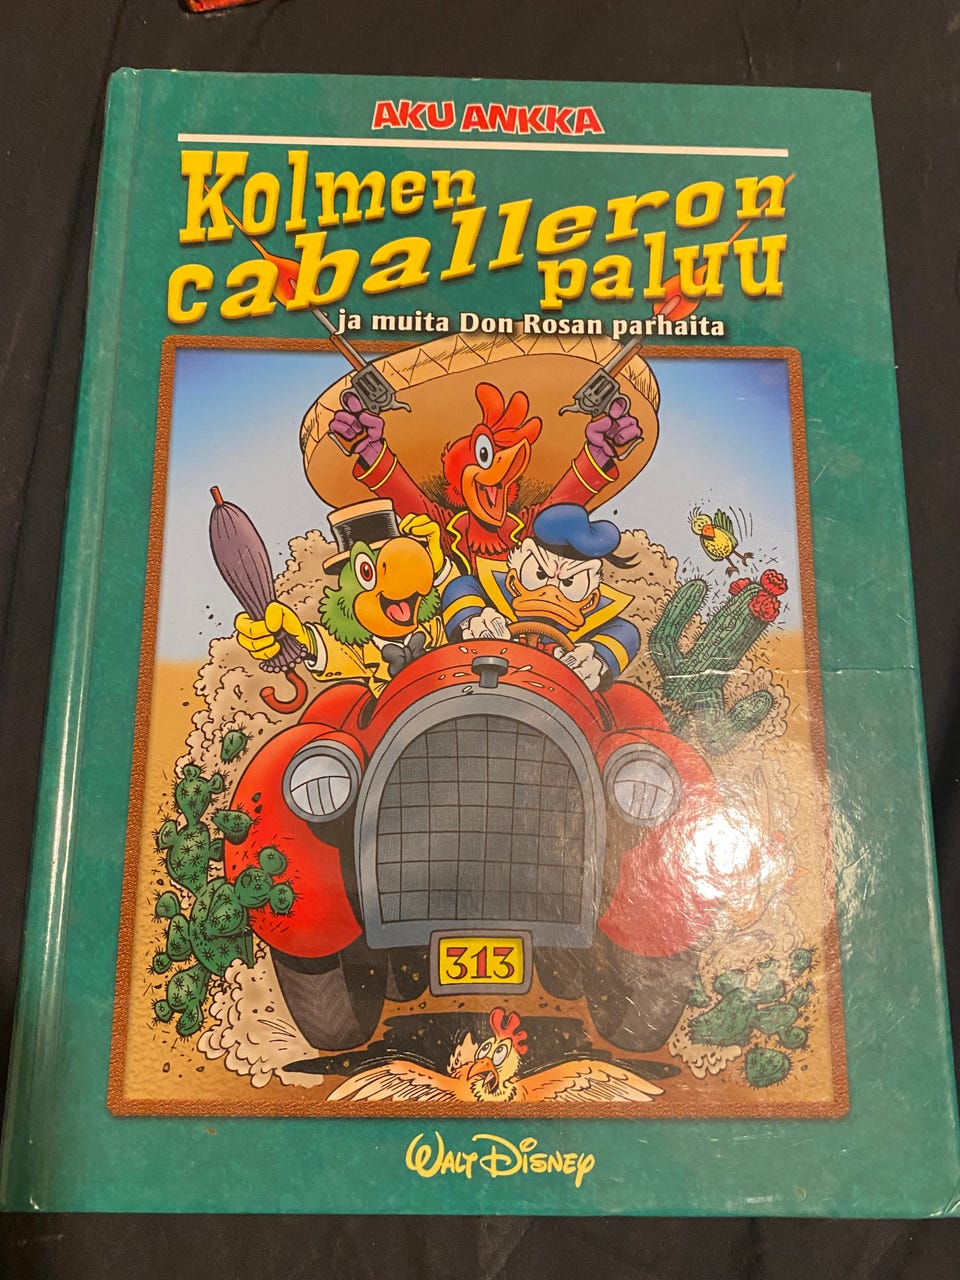 AKU ANKKA
Kolmen
caballeron
paluu
ja muita Don Rosan parhaita
313
WALT DISNEY